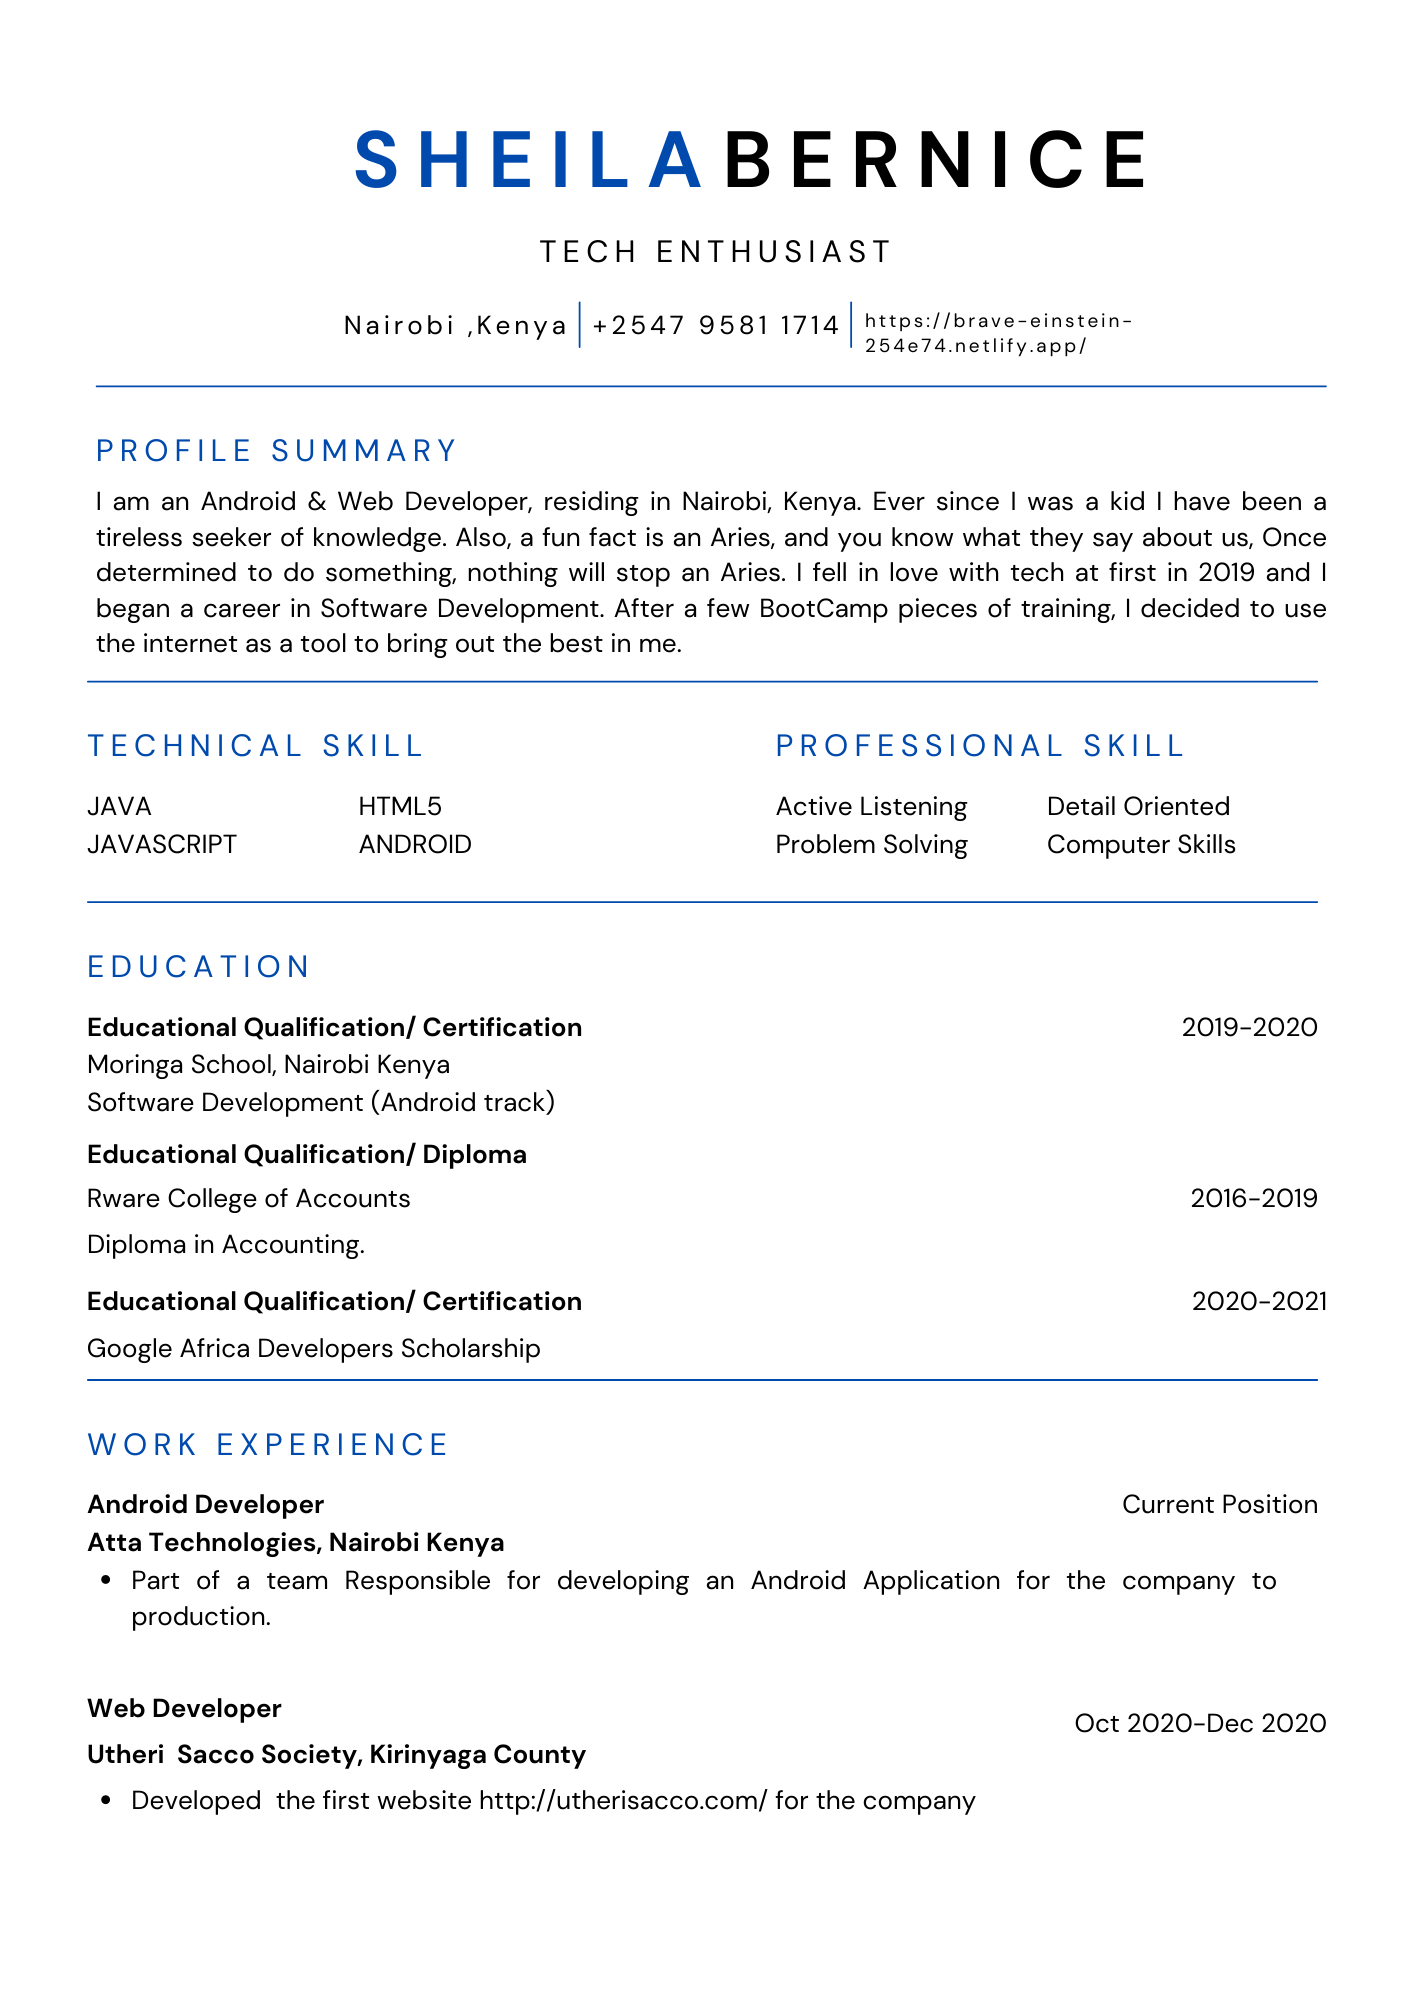 SHEILA BERNICE
TECH ENTHUSIAST
Nairobi ,Kenya
+2547 9581 1714
https://brave-einstein-
254e74.netlify.app/
PROFILE SUMMARY
I am an Android & Web Developer, residing in Nairobi, Kenya. Ever since I was a kid I have been a
tireless seeker of knowledge. Also, a fun fact is an Aries, and you know what they say about us, Once
determined to do something, nothing will stop an Aries. I fell in love with tech at first in 2019 and I
began a career in Software Development. After a few BootCamp pieces of training, I decided to use
the internet as a tool to bring out the best in me.
TECHNICAL SKILL
JAVA HTML5
JAVASCRIPT ANDROID
PROFESSIONAL SKILL
Active Listening Detail Oriented
Problem Solving Computer Skills
EDUCATION
Educational Qualification/ Certification 2019-2020
Moringa School, Nairobi Kenya
Software Development (Android track)
Educational Qualification/ Diploma
Rware College of Accounts 2016-2019
Diploma in Accounting.
Educational Qualification/ Certification 2020-2021
Google Africa Developers Scholarship
WORK EXPERIENCE
Android Developer Current Position
Atta Technologies, Nairobi Kenya
• Part of a team Responsible for developing an Android Application for the company to
production.
Web Developer
Oct 2020-Dec 2020
Utheri Sacco Society, Kirinyaga County
• Developed the first website http://utherisacco.com/ for the company